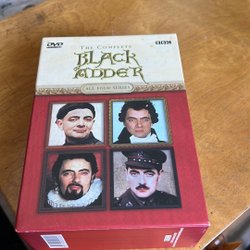 DVD
BBC
THE COMPLETE
BLACK
ADDER
ALL FOUR SERIES